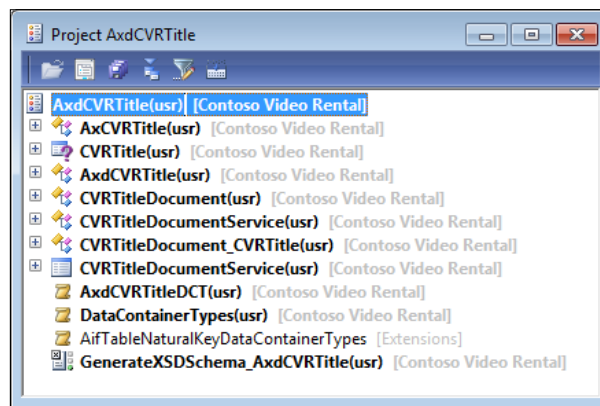 Project AxdCVRTitle
AxdCVRTitle(usr) [Contoso Video Rental]
AxCVRTitle(usr) [Contoso Video Rental]
CVRTitle(usr) [Contoso Video Rental]
AxdCVRTitle(usr) [Contoso Video Rental]
CVRTitleDocument(usr) [Contoso Video Rental]
CVRTitleDocumentService(usr) [Contoso Video Rental]
CVRTitleDocument_CVRTitle(usr) [Contoso Video Rental]
CVRTitleDocumentService(usr) [Contoso Video Rental]
AxdCVRTitleDCT(usr) [Contoso Video Rental]
DataContainerTypes(usr) [Contoso Video Rental]
AifTableNaturalKeyDataContainerTypes [Extensions]
GenerateXSDSchema_AxdCVRTitle(usr) [Contoso Video Rental]